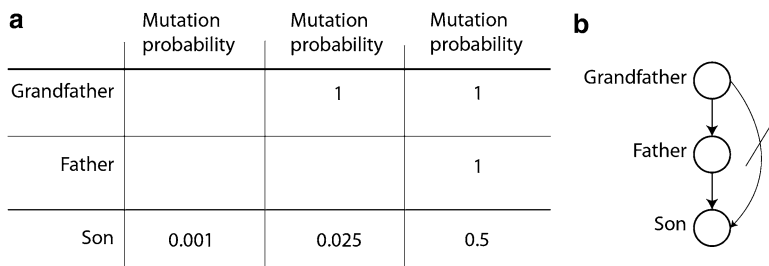 a
Mutation probability
Mutation probability
Mutation probability
Grandfather 1 1
Father 1
Son 0.001 0.025 0.5
b
Grandfather
Father
Son